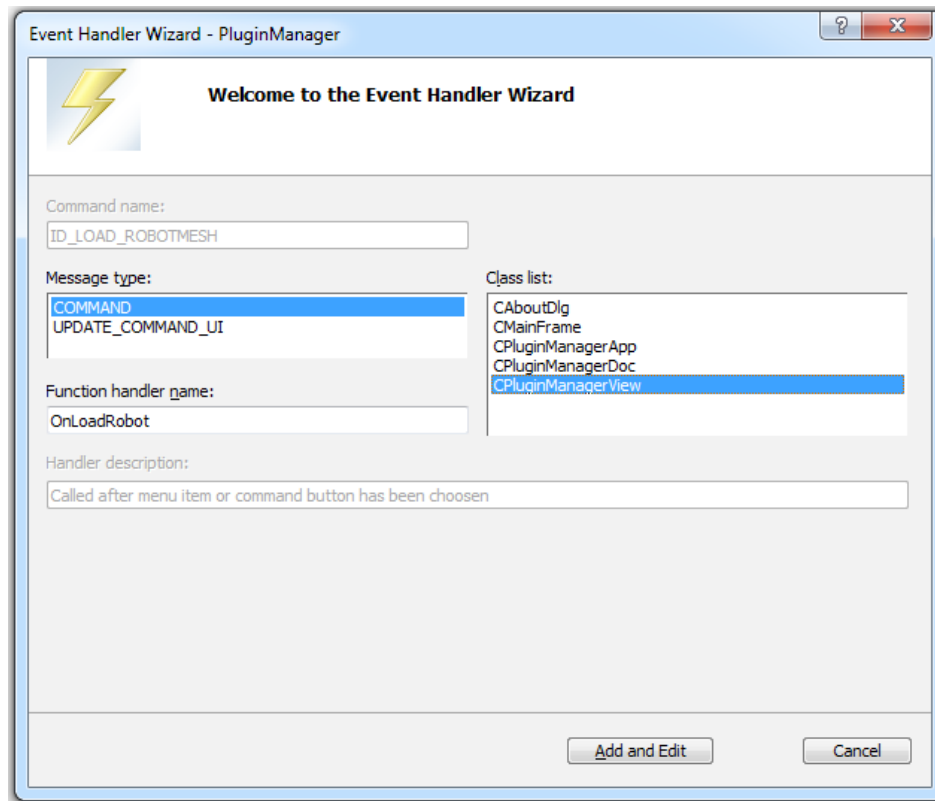 Event Handler Wizard - PluginManager
Welcome to the Event Handler Wizard
Command name:
ID_LOAD_ROBOTMESH
Message type:
COMMAND
UPDATE_COMMAND_UI
Class list:
CAboutDlg
CMainFrame
CPluginManagerApp
CPluginManagerDoc
CPluginManagerView
Function handler name:
OnLoadRobot
Handler description:
Called after menu item or command button has been choosen
Add and Edit
Cancel